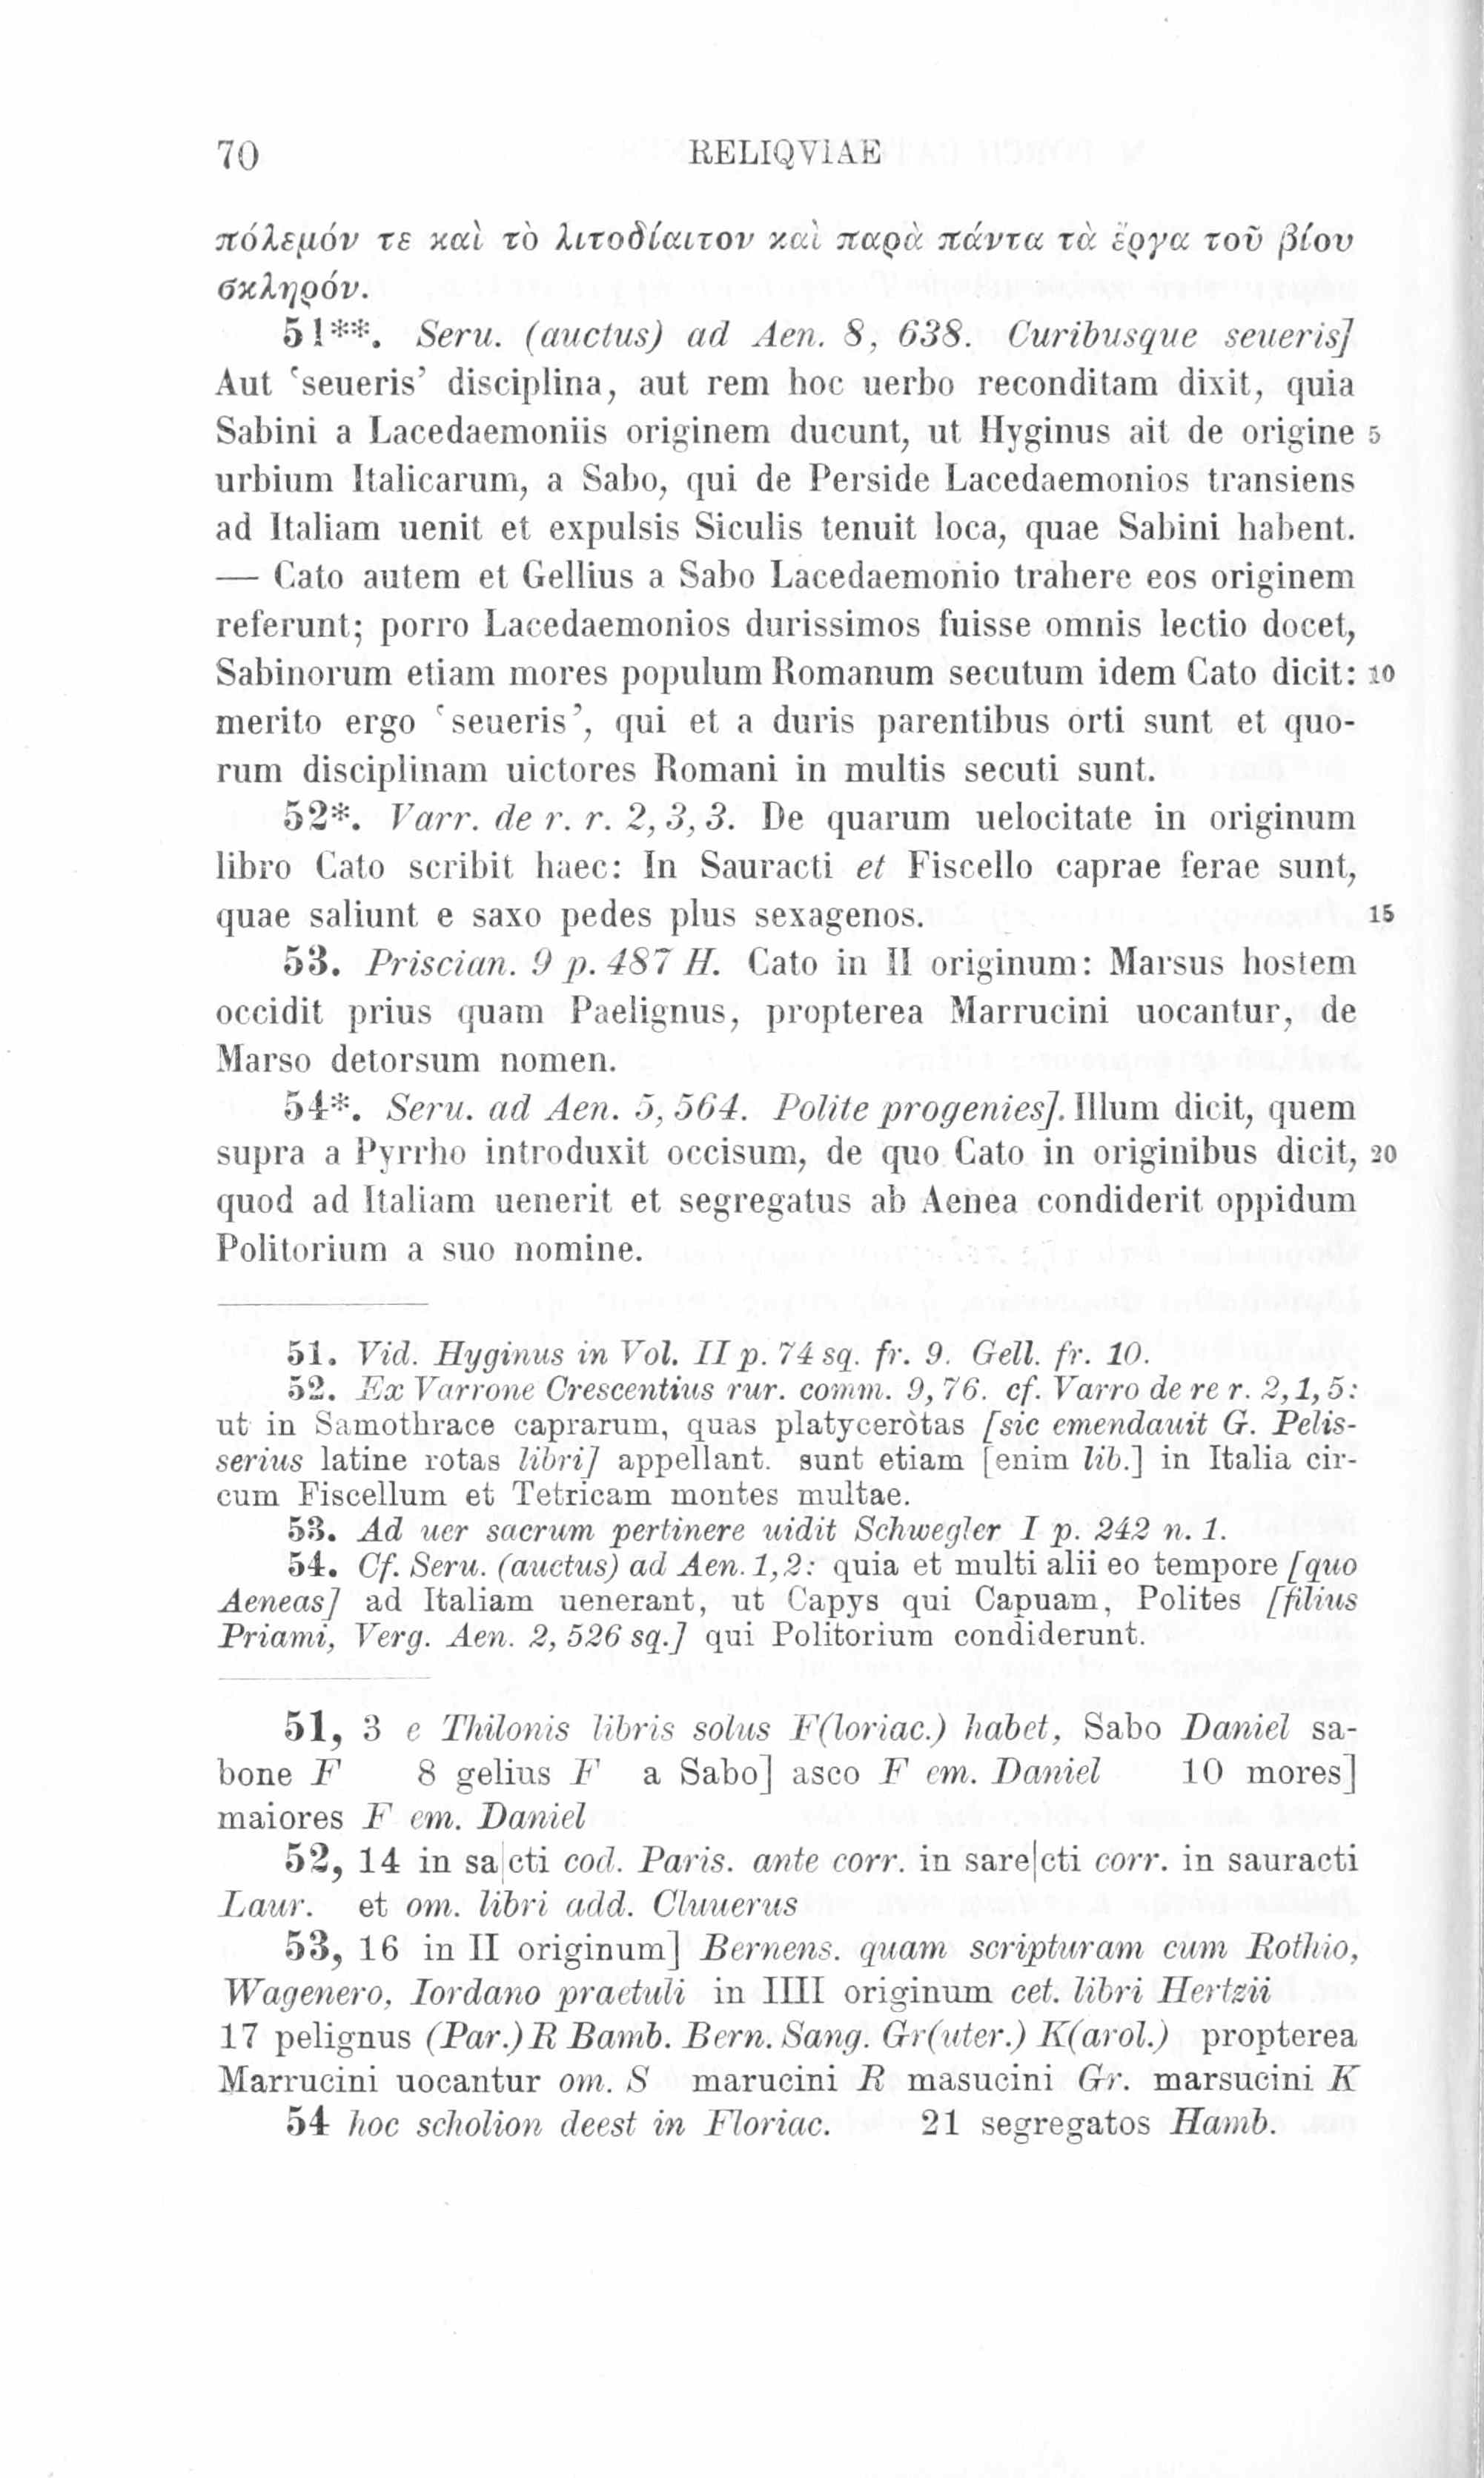 70 RELIQVIAE
πόλεμόν τε καὶ τὸ λιτοδίαιτον καὶ παρὰ πάντα τὰ ἔργα τοῦ βίου
σκληρόν.
51**. Seru. (auctus) ad Aen. 8, 638. Curibusque seueris]
Aut ‘seueris’ disciplina, aut rem hoc uerbo reconditam dixit, quia
Sabini a Lacedaemoniis originem ducunt, ut Hyginus ait de origine 5
urbium Italicarum, a Sabo, qui de Perside Lacedaemonios transiens
ad Italiam uenit et expulsis Siculis tenuit loca, quae Sabini habent.
— Cato autem et Gellius a Sabo Lacedaemonio trahere eos originem
referunt; porro Lacedaemonios durissimos fuisse omnis lectio docet,
Sabinorum etiam mores populum Romanum secutum idem Cato dicit: 10
merito ergo ‘seueris’, qui et a duris parentibus orti sunt et quo-
rum disciplinam uictores Romani in multis secuti sunt.
52*. Varr. de r. r. 2, 3, 3. De quarum uelocitate in originum
libro Cato scribit haec: In Sauracti et Fiscello caprae ferae sunt,
quae saliunt e saxo pedes plus sexagenos. 15
53. Priscian. 9 p. 487 H. Cato in II originum: Marsus hostem
occidit prius quam Paelignus, propterea Marrucini uocantur, de
Marso detorsum nomen.
54*. Seru. ad Aen. 5, 564. Polite progenies]. Illum dicit, quem
supra a Pyrrho introduxit occisum, de quo Cato in originibus dicit, 20
quod ad Italiam uenerit et segregatus ab Aenea condiderit oppidum
Politorium a suo nomine.
51. Vid. Hyginus in Vol. II p. 74 sq. fr. 9. Gell. fr. 10.
52. Ex Varrone Crescentius rur. comm. 9, 76. cf. Varro de re r. 2, 1, 5:
ut in Samothrace caprarum, quas platycerotas [sic emendauit G. Pelis-
serius latine rotas libri] appellant. sunt etiam [enim lib.] in Italia cir-
cum Fiscellum et Tetricam montes multae.
53. Ad uer sacrum pertinere uidit Schwegler I p. 242 n. 1.
54. Cf. Seru. (auctus) ad Aen. 1, 2: quia et multi alii eo tempore [quo
Aeneas] ad Italiam uenerant, ut Capys qui Capuam, Polites [filius
Priami, Verg. Aen. 2, 526 sq.] qui Politorium condiderunt.
51, 3 e Thilonis libris solus F(loriac.) habet, Sabo Daniel sa-
bone F 8 gelius F a Sabo] asco F em. Daniel 10 mores]
maiores F em. Daniel
52, 14 in sa|cti cod. Paris. ante corr. in sare|cti corr. in sauracti
Laur. et om. libri add. Cluuerus
53, 16 in II originum] Bernens. quam scripturam cum Rothio,
Wagenero, Iordano praetuli in IIII originum cet. libri Hertzii
17 pelignus (Par.) R Bamb. Bern. Sang. Gr(uter.) K(arol.) propterea
Marrucini uocantur om. S marucini R masucini Gr. marsucini K
54 hoc scholion deest in Floriac. 21 segregatos Hamb.